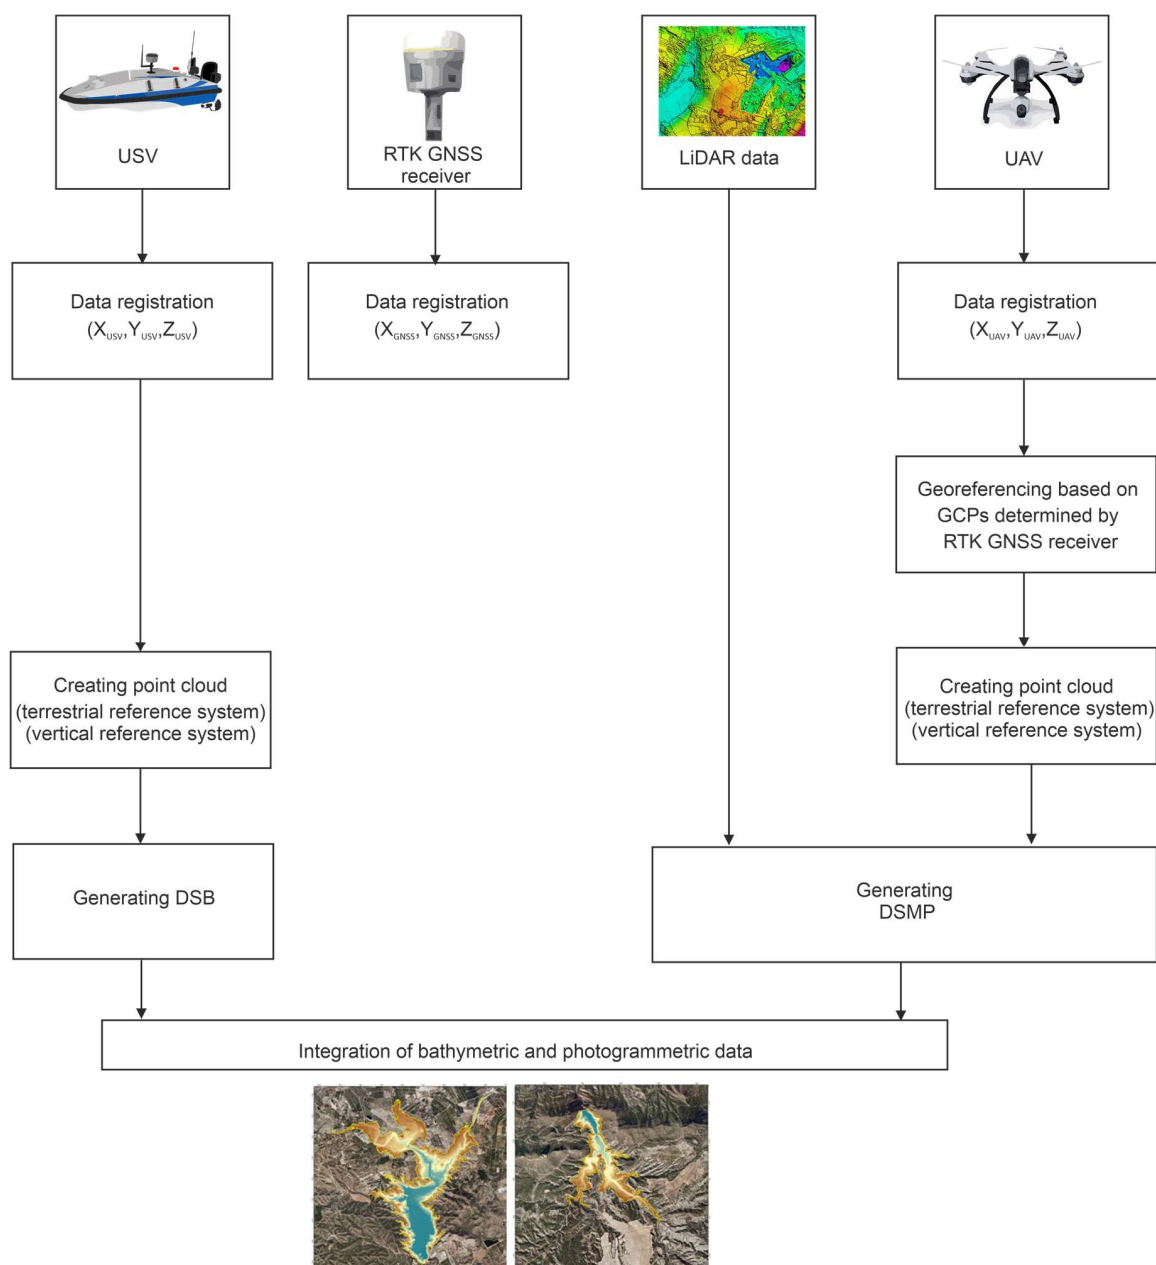 USV
RTK GNSS
receiver
LiDAR data
UAV
Data registration
(XUSV,YUSV,ZUSV)
Data registration
(XGNSS,YGNSS,ZGNSS)
Data registration
(XUAV,YUAV,ZUAV)
Georeferencing based on
GCPs determined by
RTK GNSS receiver
Creating point cloud
(terrestrial reference system)
(vertical reference system)
Creating point cloud
(terrestrial reference system)
(vertical reference system)
Generating DSB
Generating
DSMP
Integration of bathymetric and photogrammetric data